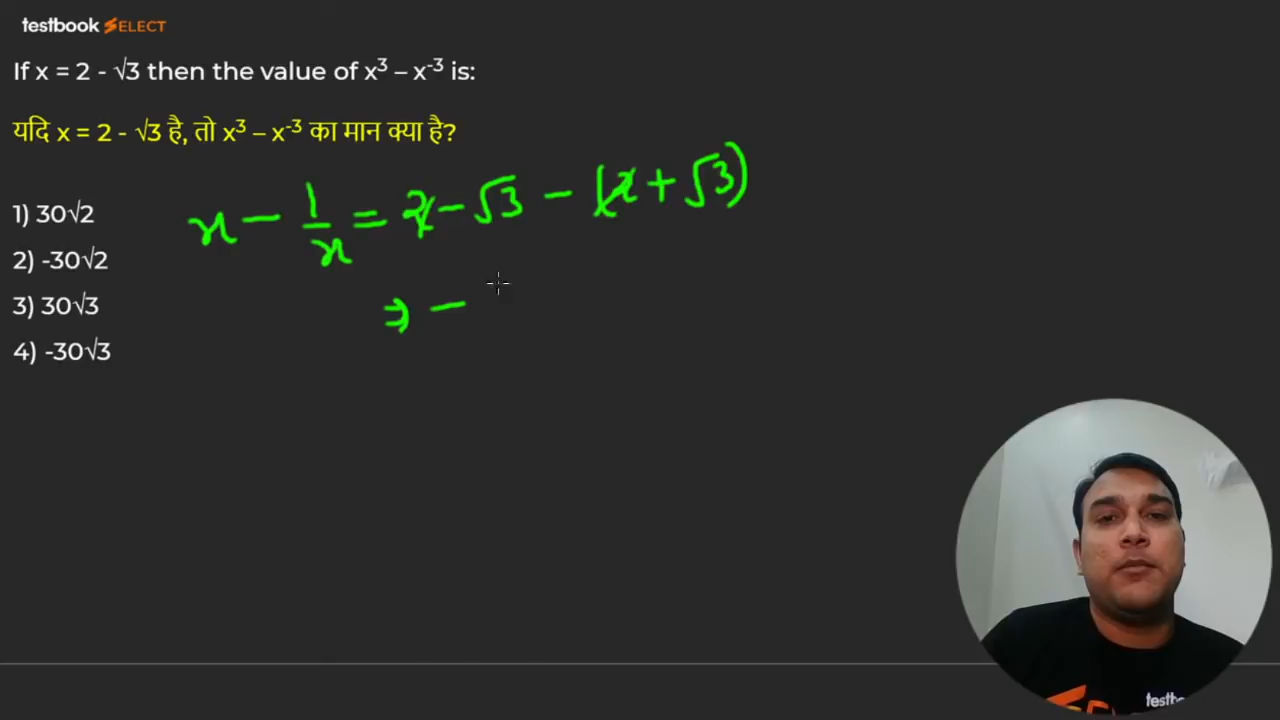 testbook SELECT
If x = 2 - √3 then the value of x³ – x⁻³ is:
यदि x = 2 - √3 है, तो x³ – x⁻³ का मान क्या है?
x - 1/x = 2 - √3 - (2 + √3)
1) 30√2
2) -30√2
⇒ -
3) 30√3
4) -30√3
testbo